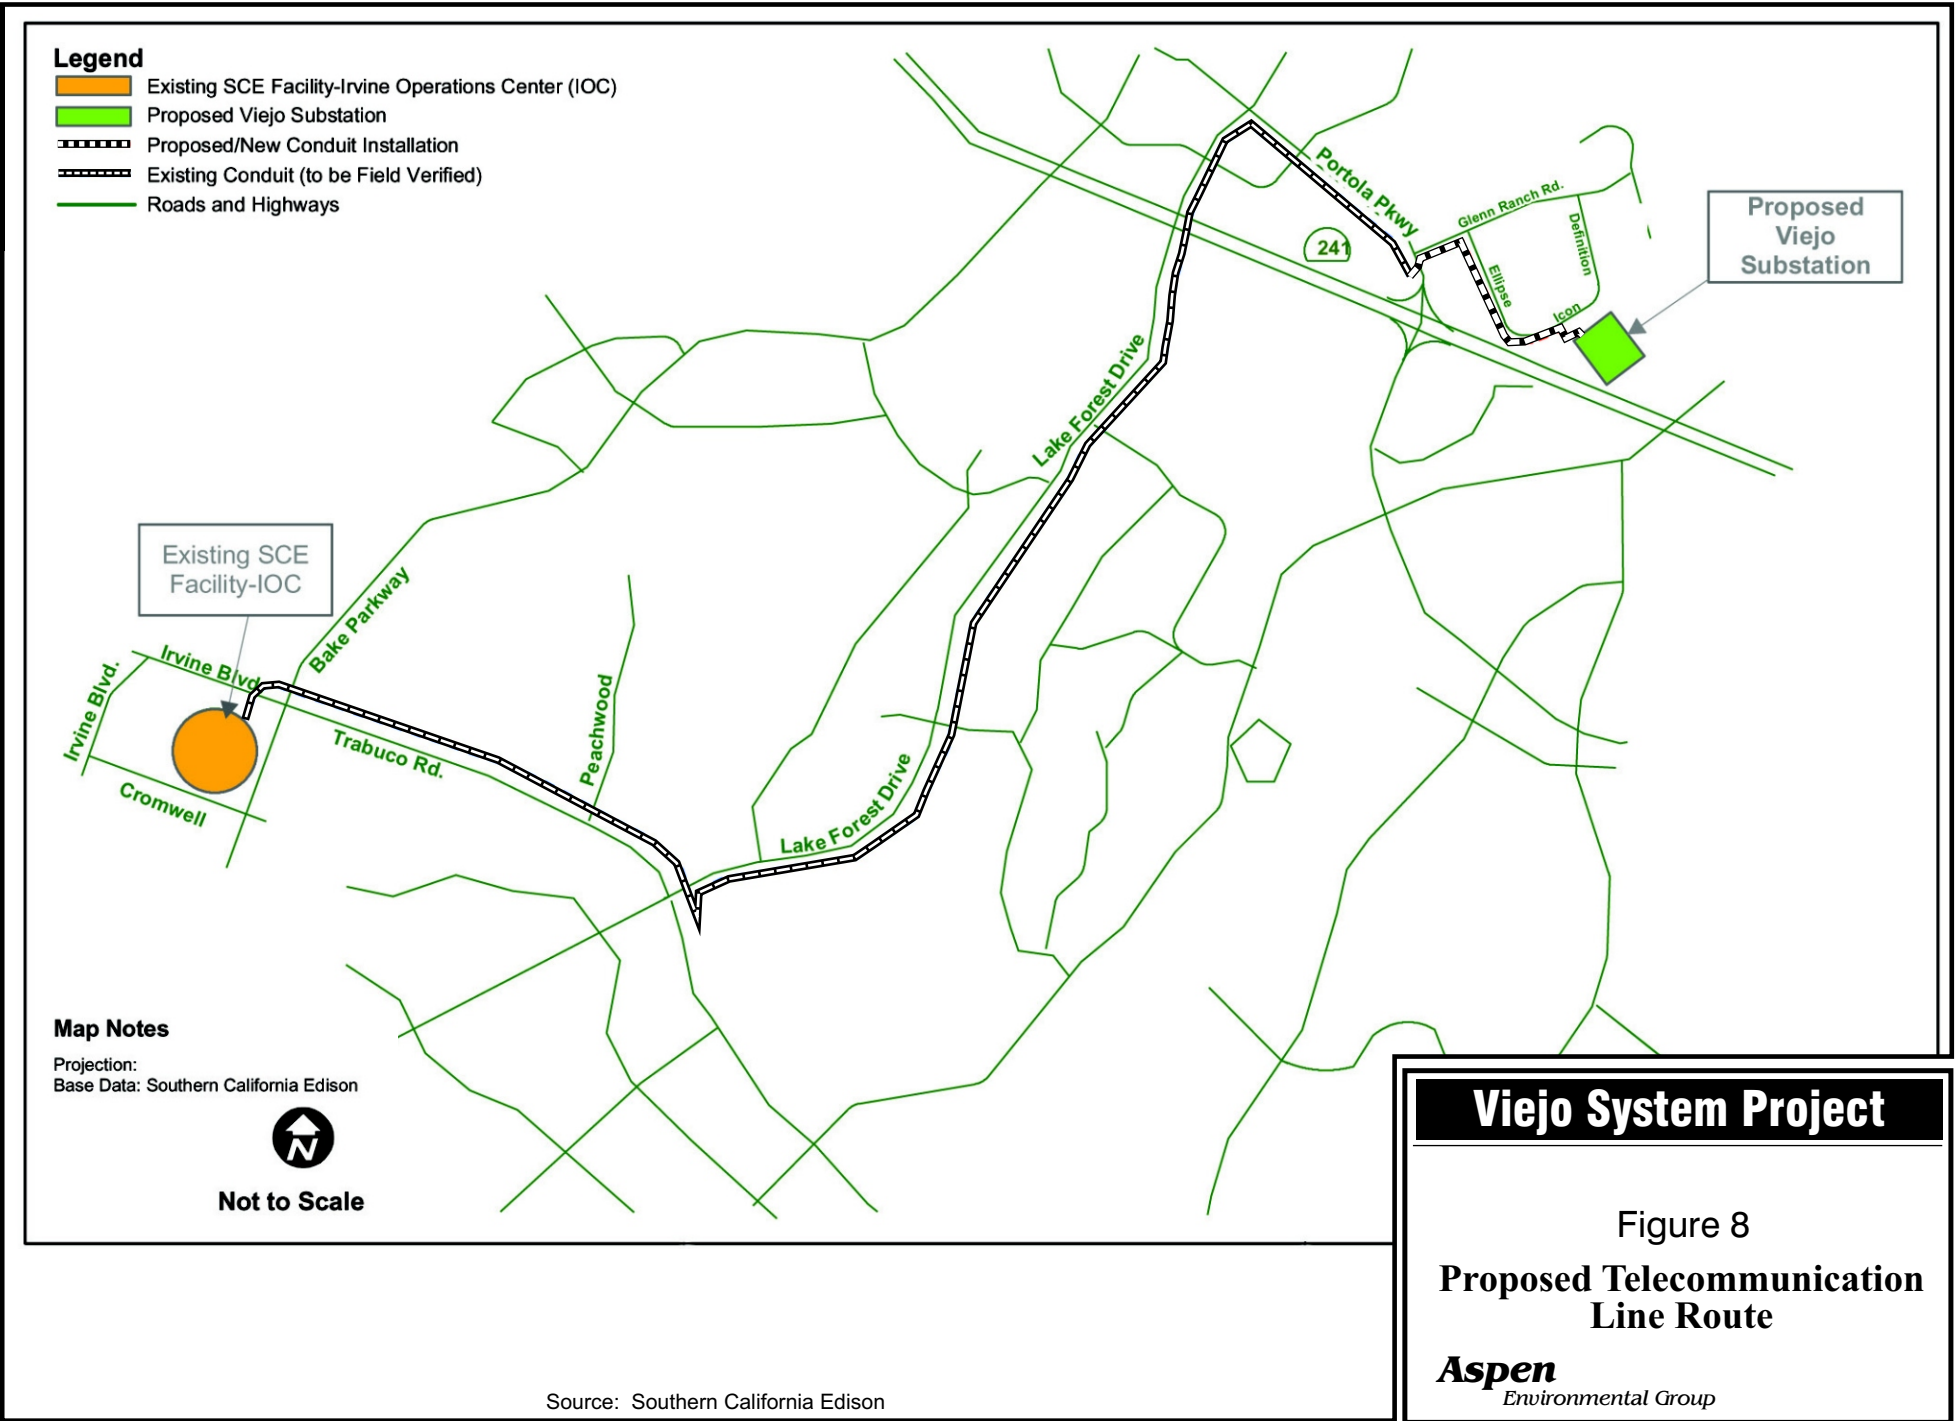 Legend
Existing SCE Facility-Irvine Operations Center (IOC)
Proposed Viejo Substation
Proposed/New Conduit Installation
Existing Conduit (to be Field Verified)
Roads and Highways
Portola Pkwy
Glenn Ranch Rd.
Definition
Ellipse
Icon
241
Proposed
Viejo
Substation
Lake Forest Drive
Existing SCE
Facility-IOC
Bake Parkway
Irvine Blvd.
Irvine Blvd.
Trabuco Rd.
Peachwood
Cromwell
Lake Forest Drive
Map Notes
Projection:
Base Data: Southern California Edison
N
Not to Scale
Viejo System Project
Figure 8
Proposed Telecommunication
Line Route
Aspen
Environmental Group
Source: Southern California Edison